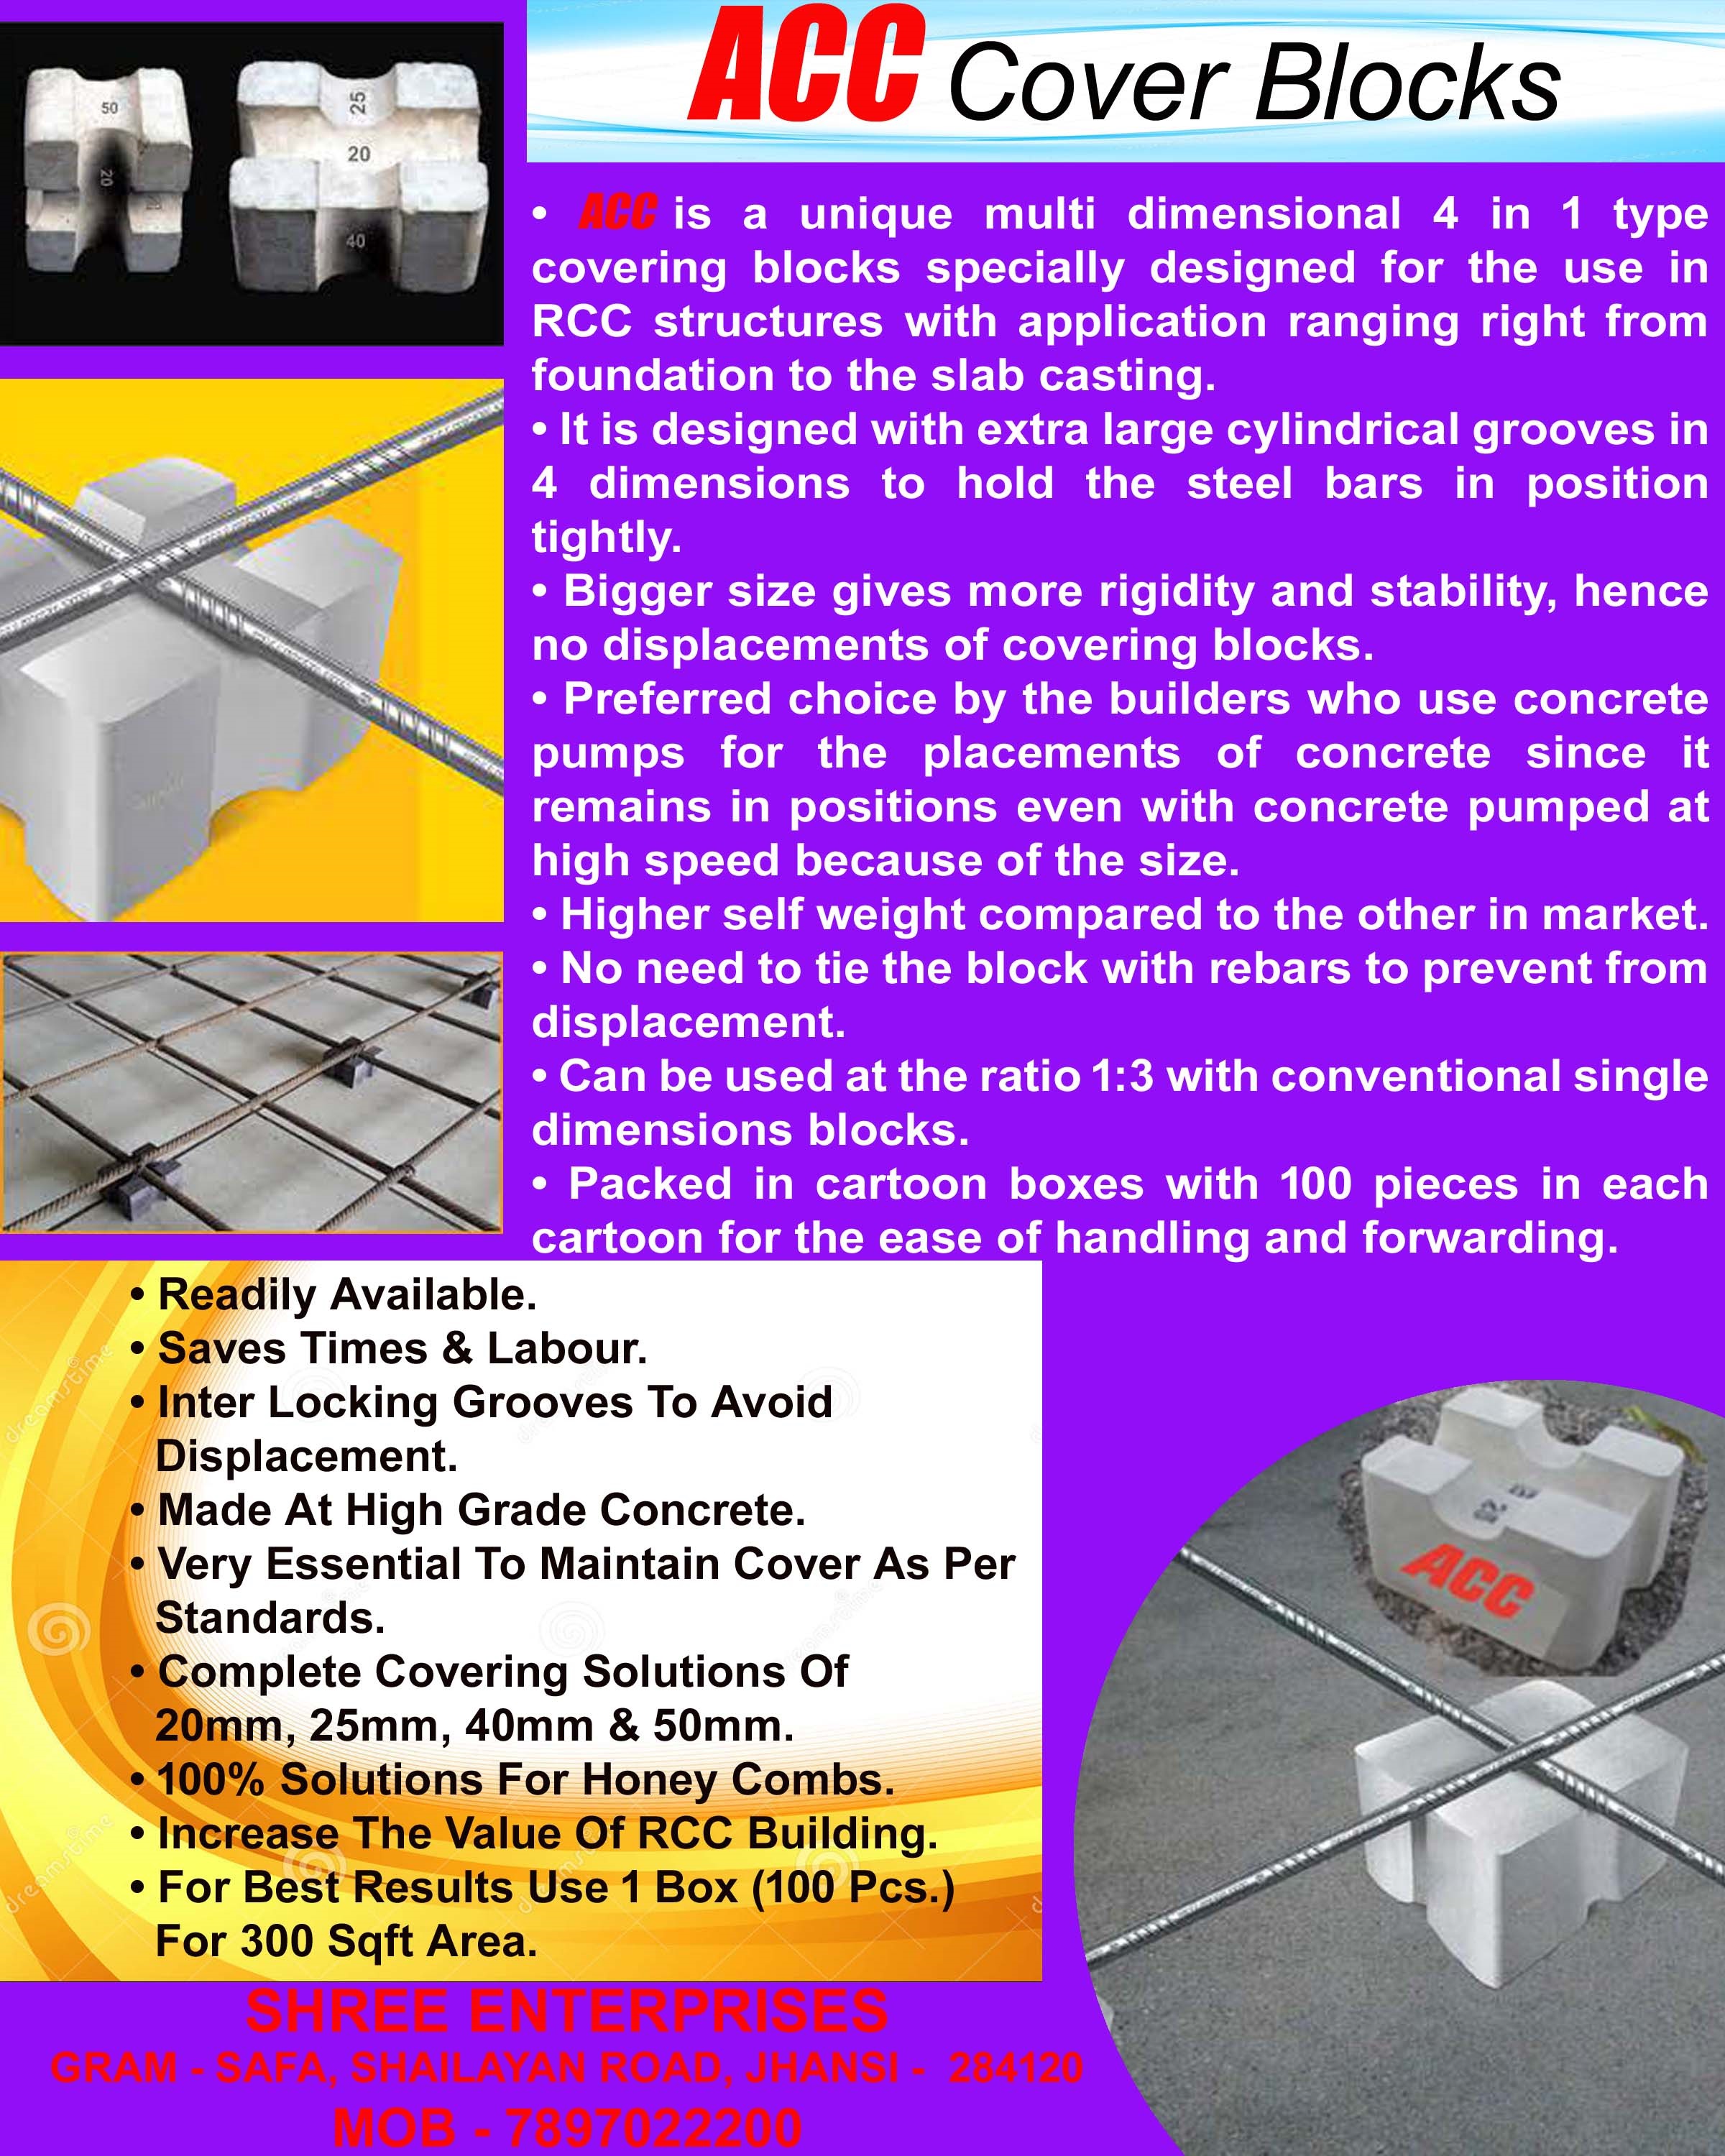 ACC Cover Blocks
50
20
25
20
40
• ACC is a unique multi dimensional 4 in 1 type
covering blocks specially designed for the use in
RCC structures with application ranging right from
foundation to the slab casting.
• It is designed with extra large cylindrical grooves in
4 dimensions to hold the steel bars in position
tightly.
• Bigger size gives more rigidity and stability, hence
no displacements of covering blocks.
• Preferred choice by the builders who use concrete
pumps for the placements of concrete since it
remains in positions even with concrete pumped at
high speed because of the size.
• Higher self weight compared to the other in market.
• No need to tie the block with rebars to prevent from
displacement.
• Can be used at the ratio 1:3 with conventional single
dimensions blocks.
• Packed in cartoon boxes with 100 pieces in each
cartoon for the ease of handling and forwarding.
• Readily Available.
• Saves Times & Labour.
• Inter Locking Grooves To Avoid
Displacement.
• Made At High Grade Concrete.
• Very Essential To Maintain Cover As Per
Standards.
• Complete Covering Solutions Of
20mm, 25mm, 40mm & 50mm.
• 100% Solutions For Honey Combs.
• Increase The Value Of RCC Building.
• For Best Results Use 1 Box (100 Pcs.)
For 300 Sqft Area.
dreamstime
dreamstime
ACC
SHREE ENTERPRISES
GRAM - SAFA, SHAILAYAN ROAD, JHANSI - 284120
MOB - 7897022200